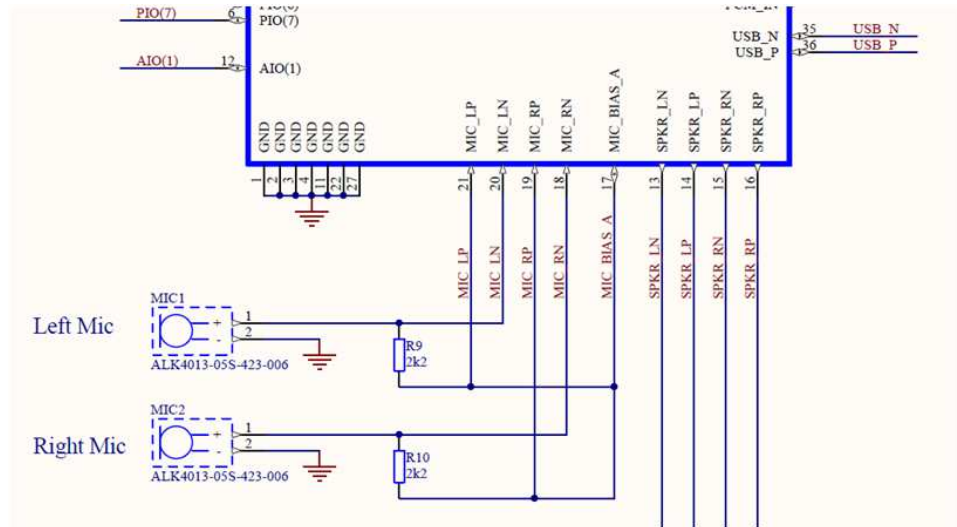 PIO(7) 6 PIO(7)
AIO(1) 12 AIO(1)
USB_N 35 USB_N
USB_P 36 USB_P
GND GND GND GND GND GND GND
MIC_LP MIC_LN MIC_RP MIC_RN MIC_BIAS_A SPKR_LN SPKR_LP SPKR_RN SPKR_RP
1 2 3 4 11 22 27
21 20 19 18 17 13 14 15 16
MIC_LP MIC_LN MIC_RP MIC_RN MIC_BIAS_A SPKR_LN SPKR_LP SPKR_RN SPKR_RP
MIC1
Left Mic + 1
- 2
R9
2k2
ALK4013-05S-423-006
MIC2
Right Mic + 1
- 2
R10
2k2
ALK4013-05S-423-006